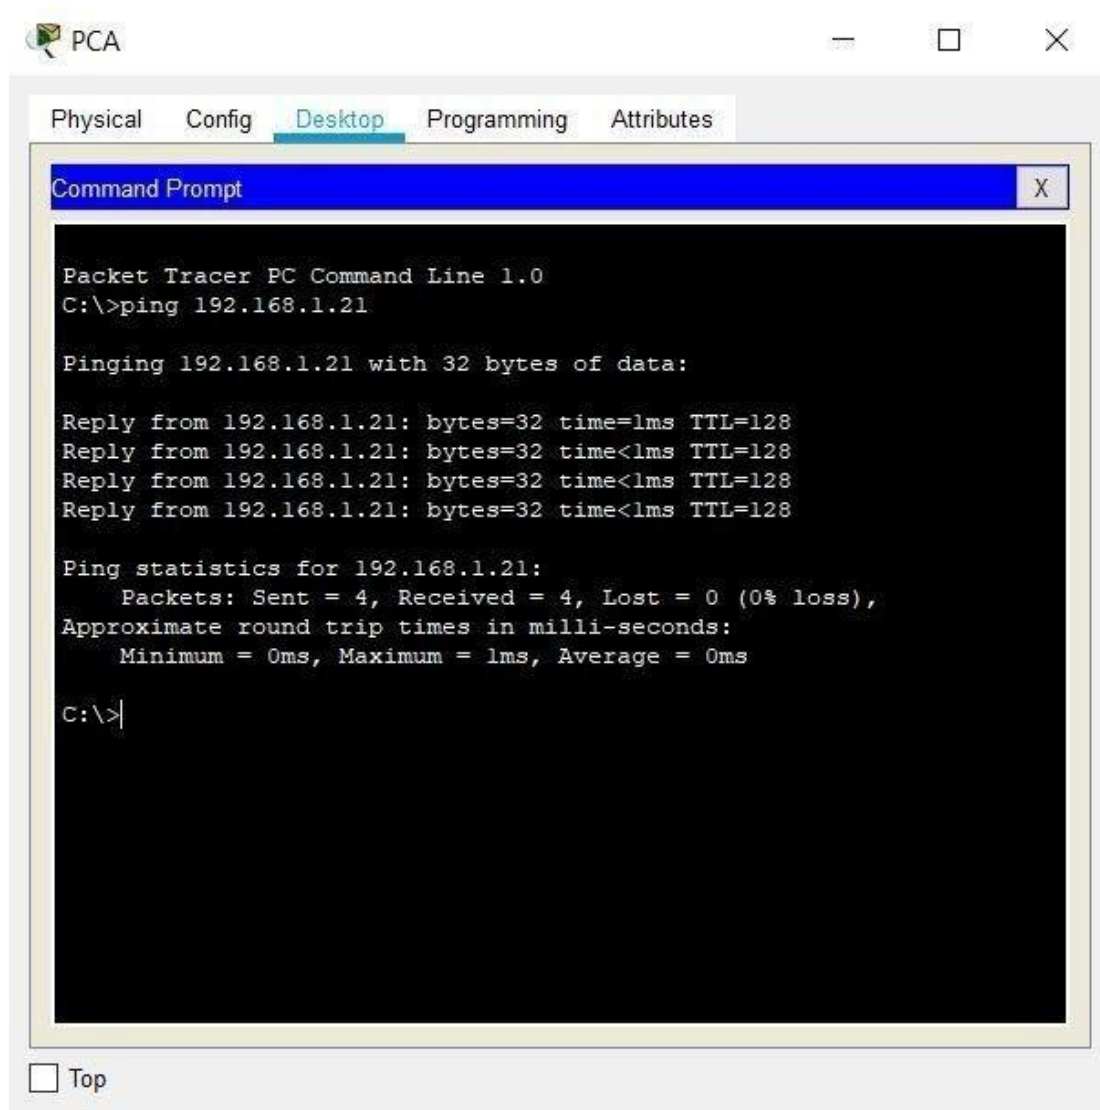 PCA
Physical Config Desktop Programming Attributes
Command Prompt X
Packet Tracer PC Command Line 1.0
C:\>ping 192.168.1.21
Pinging 192.168.1.21 with 32 bytes of data:
Reply from 192.168.1.21: bytes=32 time=1ms TTL=128
Reply from 192.168.1.21: bytes=32 time<1ms TTL=128
Reply from 192.168.1.21: bytes=32 time<1ms TTL=128
Reply from 192.168.1.21: bytes=32 time<1ms TTL=128
Ping statistics for 192.168.1.21:
Packets: Sent = 4, Received = 4, Lost = 0 (0% loss),
Approximate round trip times in milli-seconds:
Minimum = 0ms, Maximum = 1ms, Average = 0ms
C:\>
Top